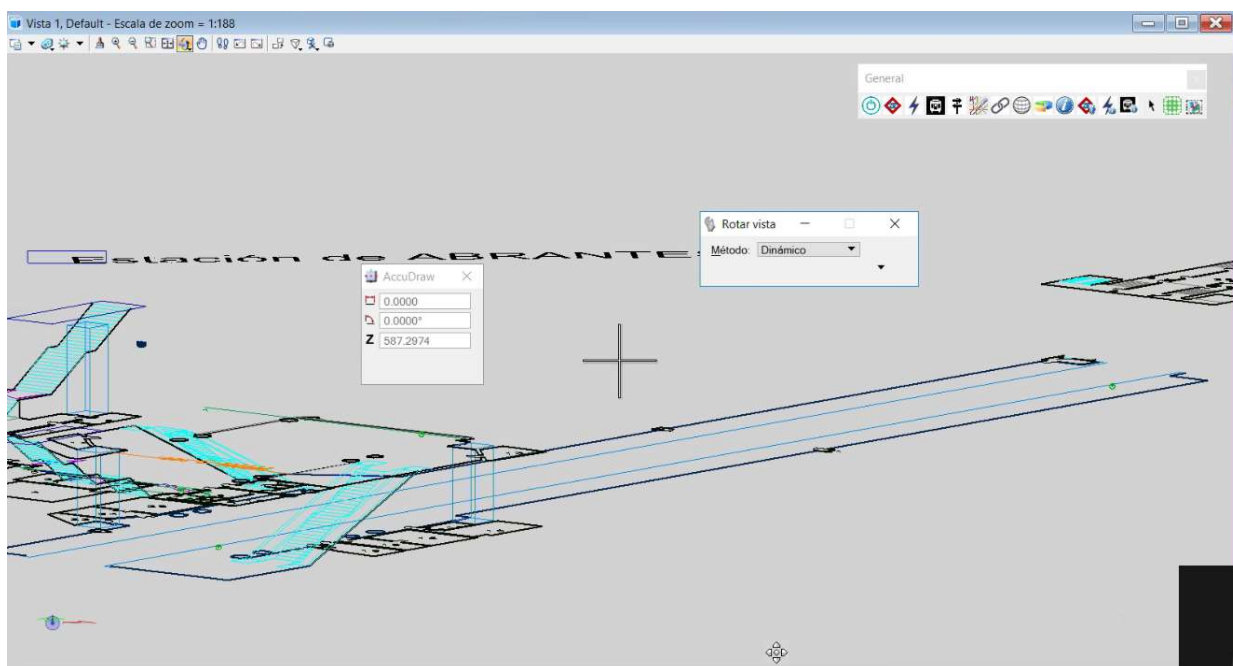 Vista 1, Default - Escala de zoom = 1:188
General
Rotar vista
Método: Dinámico
Estación de ABRANTES
AccuDraw
0.0000
0.0000°
Z 587.2974